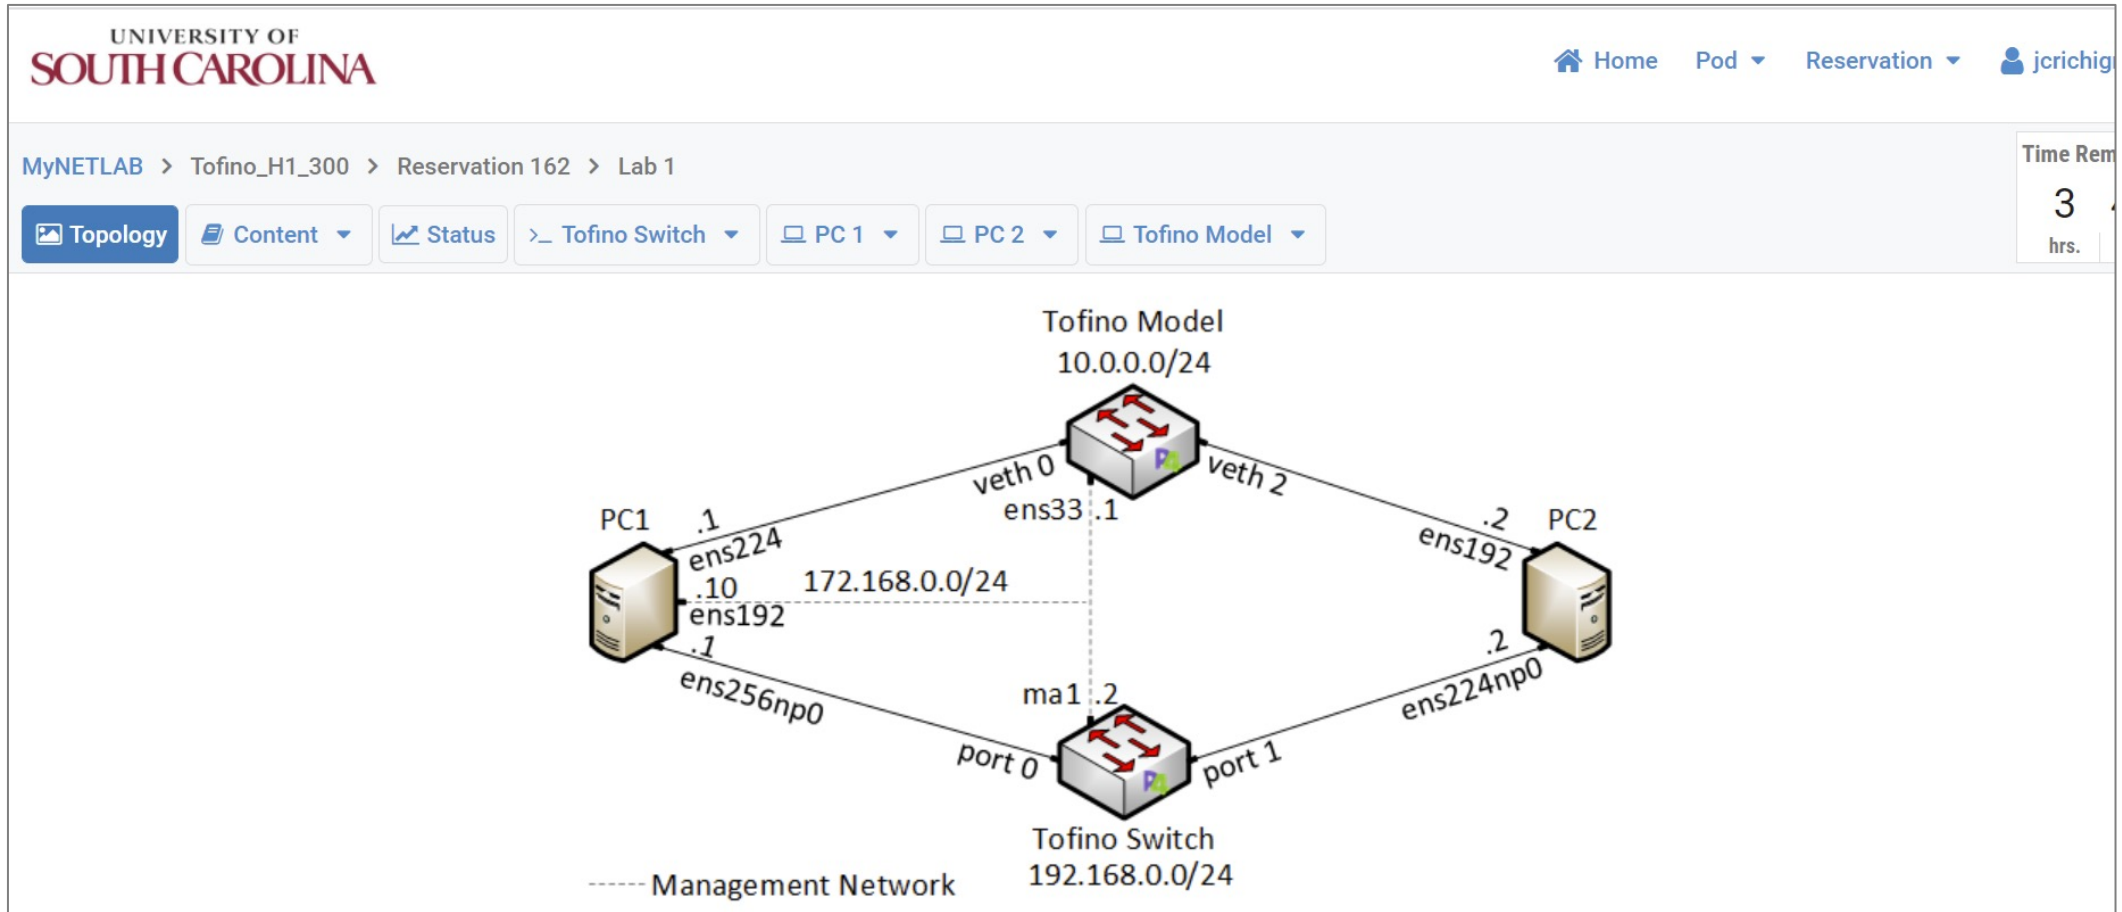 UNIVERSITY OF
SOUTH CAROLINA
Home Pod Reservation jcrichig
MyNETLAB > Tofino_H1_300 > Reservation 162 > Lab 1
Time Rem
3
hrs.
Topology Content Status >_ Tofino Switch PC 1 PC 2 Tofino Model
Tofino Model
10.0.0.0/24
veth 0
veth 2
ens33 .1
PC1
.1
ens224
.2
PC2
ens192
.10
172.168.0.0/24
ens192
.1
ens256np0
.2
ens224np0
ma1 .2
port 0
port 1
P4
P4
Tofino Switch
192.168.0.0/24
Management Network